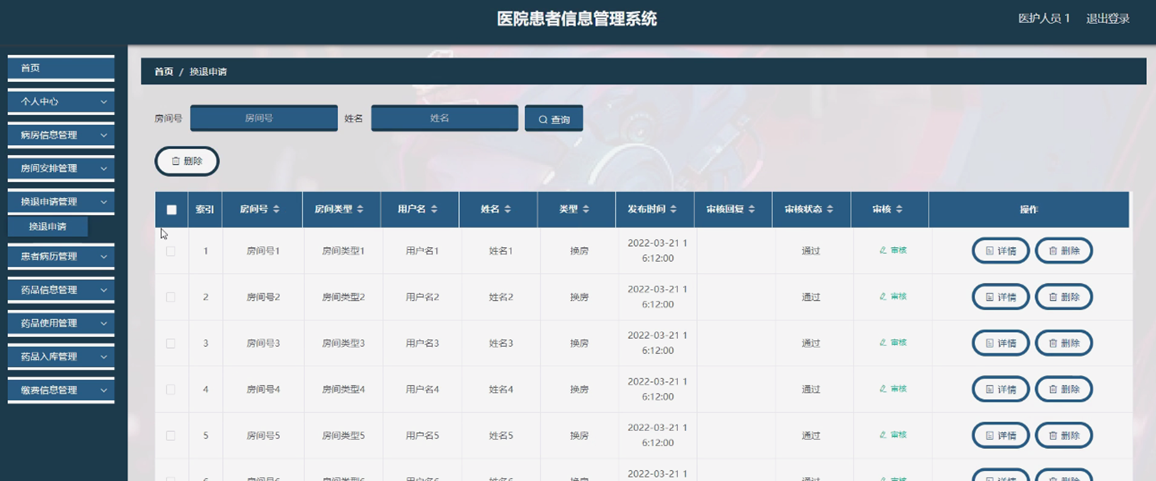 医院患者信息管理系统
医护人员 1 退出登录
首页
个人中心
病房信息管理
房间安排管理
换退申请管理
换退申请
患者病历管理
药品信息管理
药品使用管理
药品入库管理
缴费信息管理
首页 / 换退申请
房间号 房间号 姓名 姓名 查询
删除
索引 房间号 房间类型 用户名 姓名 类型 发布时间 审核回复 审核状态 审核 操作
1 房间号1 房间类型1 用户名1 姓名1 换房 2022-03-21 1 通过 审核 详情 删除
6:12:00
2 房间号2 房间类型2 用户名2 姓名2 换房 2022-03-21 1 通过 审核 详情 删除
6:12:00
3 房间号3 房间类型3 用户名3 姓名3 换房 2022-03-21 1 通过 审核 详情 删除
6:12:00
4 房间号4 房间类型4 用户名4 姓名4 换房 2022-03-21 1 通过 审核 详情 删除
6:12:00
5 房间号5 房间类型5 用户名5 姓名5 换房 2022-03-21 1 通过 审核 详情 删除
6:12:00
2022-03-21 1